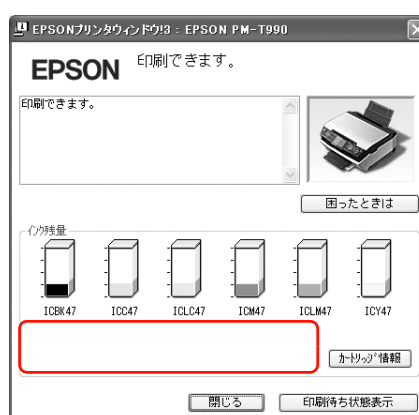 EPSONプリンタウィンドウ!3 : EPSON PM-T990
EPSON
印刷できます。
印刷できます。
困ったときは
インク残量
ICBK47 ICC47 ICLC47 ICM47 ICLM47 ICY47
カートリッジ情報
閉じる 印刷待ち状態表示